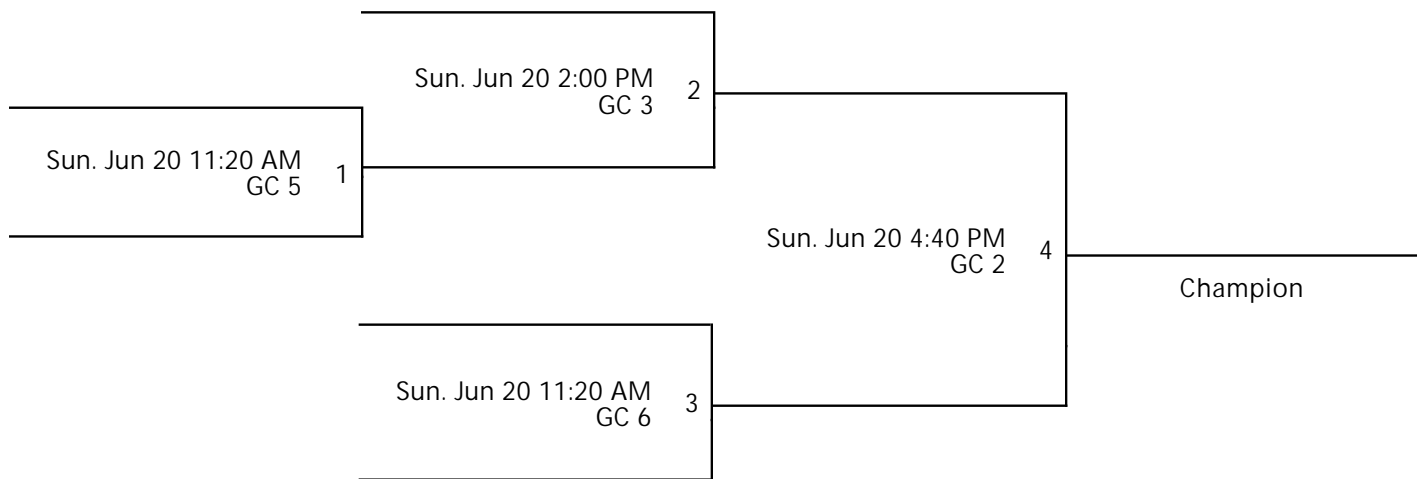 Sun. Jun 20 2:00 PM
GC 3
2
Sun. Jun 20 11:20 AM
GC 5
1
Sun. Jun 20 4:40 PM
GC 2
4
Champion
Sun. Jun 20 11:20 AM
GC 6
3